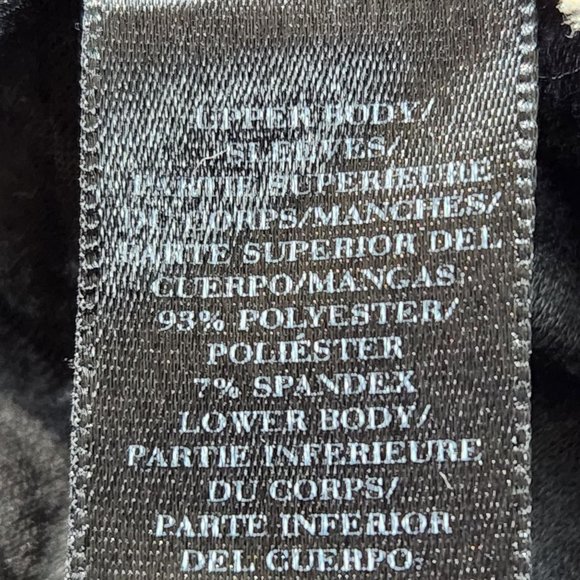 UPPER BODY/
SLEEVES/
PARTIE SUPERIEURE
DU CORPS/MANCHES/
PARTE SUPERIOR DEL
CUERPO/MANGAS
93% POLYESTER/
POLIÉSTER
7% SPANDEX
LOWER BODY/
PARTIE INFERIEURE
DU CORPS/
PARTE INFERIOR
DEL CUERPO: